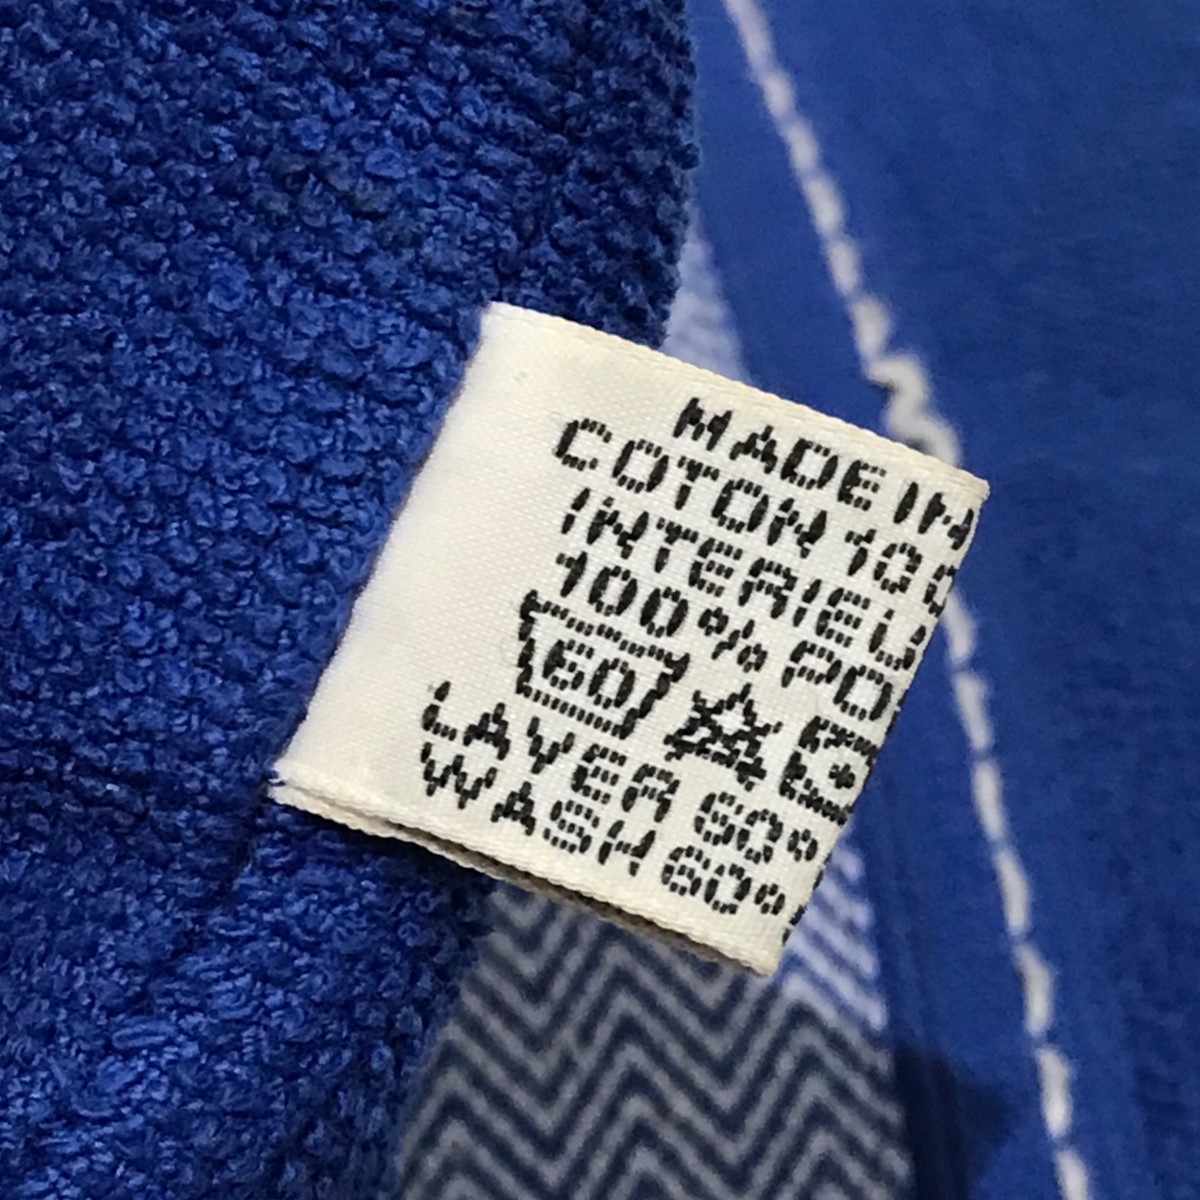 MADE IN
COTON 100
INTERIEU
100% PO
60
LAVER 60°
WASH 60°